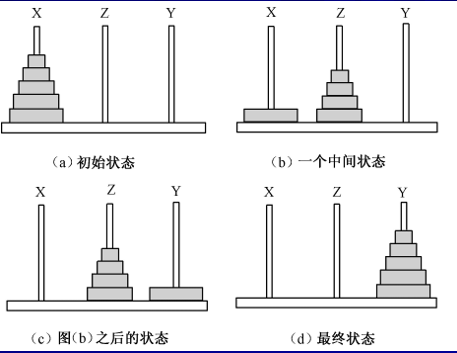 X Z Y
X Z Y
(a)初始状态
(b)一个中间状态
X Z Y
X Z Y
(c)图(b)之后的状态
(d)最终状态